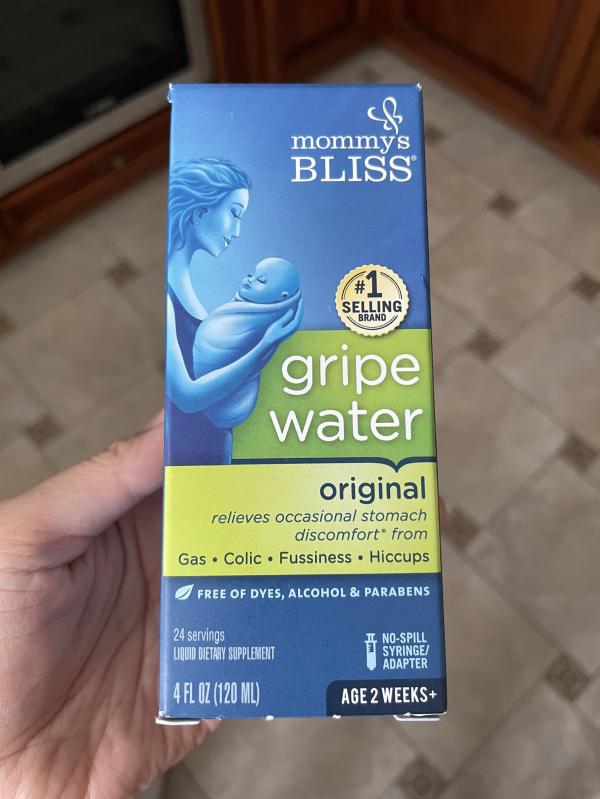 mommy's
BLISS®
#1
SELLING
BRAND
gripe
water
original
relieves occasional stomach
discomfort* from
Gas • Colic • Fussiness • Hiccups
FREE OF DYES, ALCOHOL & PARABENS
24 servings
LIQUID DIETARY SUPPLEMENT
4 FL OZ (120 ML)
NO-SPILL
SYRINGE/
ADAPTER
AGE 2 WEEKS+